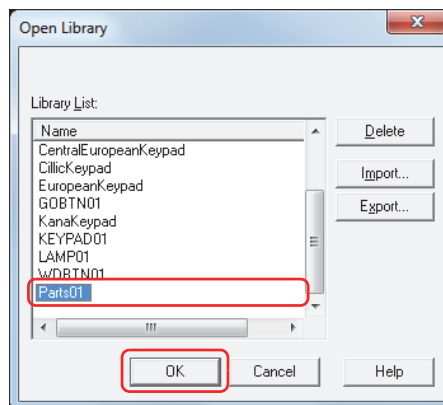 Open Library
Library List:
Name
CentralEuropeanKeypad
CillicKeypad
EuropeanKeypad
GOBTN01
KanaKeypad
KEYPAD01
LAMP01
WDBTN01
Parts01
Delete
Import...
Export...
OK
Cancel
Help